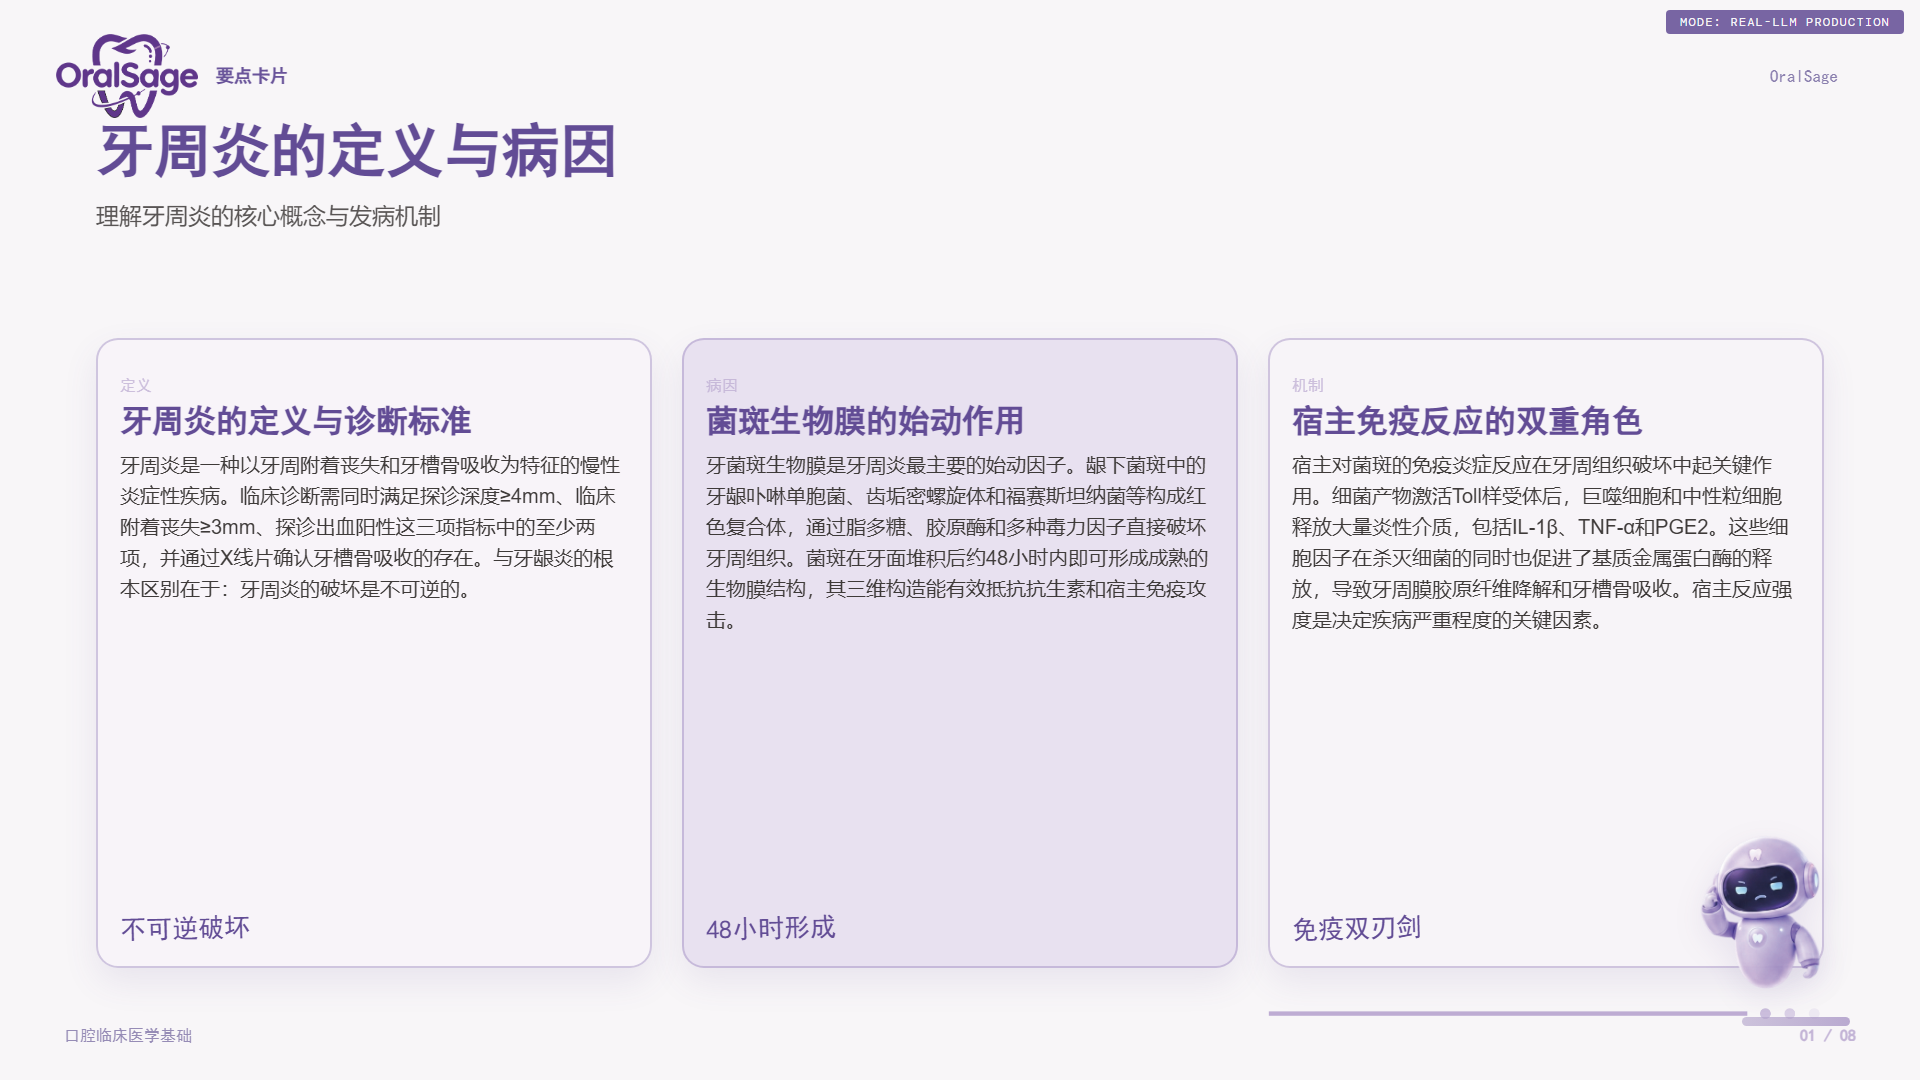 MODE: REAL-LLM PRODUCTION
OralSage
要点卡片
OralSage
牙周炎的定义与病因
理解牙周炎的核心概念与发病机制
定义
牙周炎的定义与诊断标准
牙周炎是一种以牙周附着丧失和牙槽骨吸收为特征的慢性
炎症性疾病。临床诊断需同时满足探诊深度≥4mm、临床
附着丧失≥3mm、探诊出血阳性这三项指标中的至少两
项，并通过X线片确认牙槽骨吸收的存在。与牙龈炎的根
本区别在于：牙周炎的破坏是不可逆的。
不可逆破坏
病因
菌斑生物膜的始动作用
牙菌斑生物膜是牙周炎最主要的始动因子。龈下菌斑中的
牙龈卟啉单胞菌、齿垢密螺旋体和福赛斯坦纳菌等构成红
色复合体，通过脂多糖、胶原酶和多种毒力因子直接破坏
牙周组织。菌斑在牙面堆积后约48小时内即可形成成熟的
生物膜结构，其三维构造能有效抵抗抗生素和宿主免疫攻
击。
48小时形成
机制
宿主免疫反应的双重角色
宿主对菌斑的免疫炎症反应在牙周组织破坏中起关键作
用。细菌产物激活Toll样受体后，巨噬细胞和中性粒细胞
释放大量炎性介质，包括IL-1β、TNF-α和PGE2。这些细
胞因子在杀灭细菌的同时也促进了基质金属蛋白酶的释
放，导致牙周膜胶原纤维降解和牙槽骨吸收。宿主反应强
度是决定疾病严重程度的关键因素。
免疫双刃剑
口腔临床医学基础
01 / 08